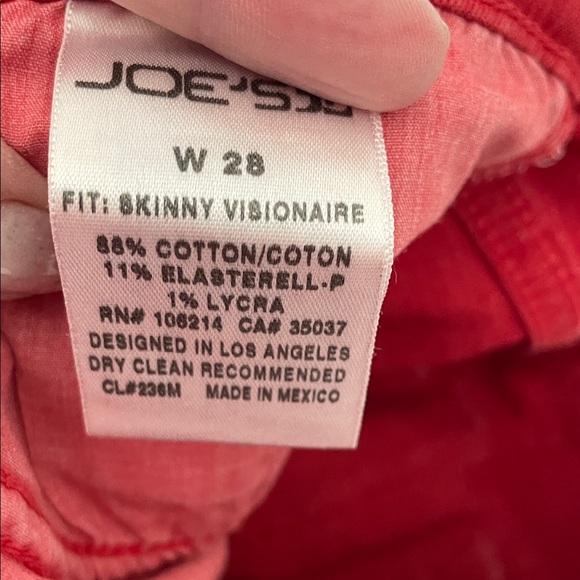 JOE'S
W 28
FIT: SKINNY VISIONAIRE
88% COTTON/COTON
11% ELASTERELL-P
1% LYCRA
RN# 106214 CA# 35037
DESIGNED IN LOS ANGELES
DRY CLEAN RECOMMENDED
CL#236M MADE IN MEXICO